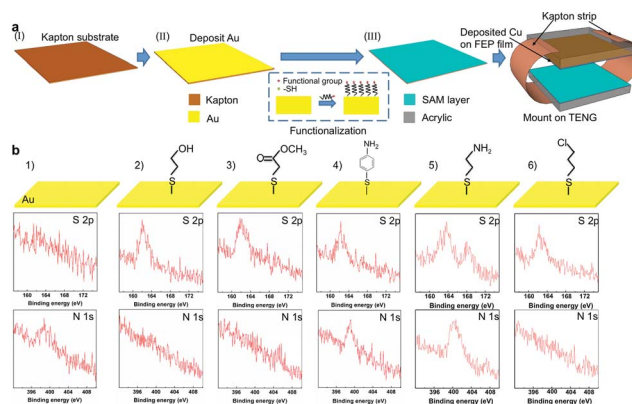 a
(I)
(II)
(III)
Kapton substrate
Deposit Au
Deposited Cu
on FEP film
Kapton strip
Functional group
-SH
Kapton
Au
Functionalization
SAM layer
Acrylic
Mount on TENG
b
1)
2)
3)
4)
5)
6)
Au
OH
S
O
OCH₃
S
NH₂
S
NH₂
S
Cl
S
S 2p
S 2p
S 2p
S 2p
S 2p
S 2p
160 164 168 172
160 164 168 172
160 164 168 172
160 164 168 172
160 164 168 172
160 164 168 172
Binding energy (eV)
Binding energy (eV)
Binding energy (eV)
Binding energy (eV)
Binding energy (eV)
Binding energy (eV)
N 1s
N 1s
N 1s
N 1s
N 1s
N 1s
396 400 404 408
396 400 404 408
396 400 404 408
396 400 404 408
396 400 404 408
396 400 404 408
Binding energy (eV)
Binding energy (eV)
Binding energy (eV)
Binding energy (eV)
Binding energy (eV)
Binding energy (eV)